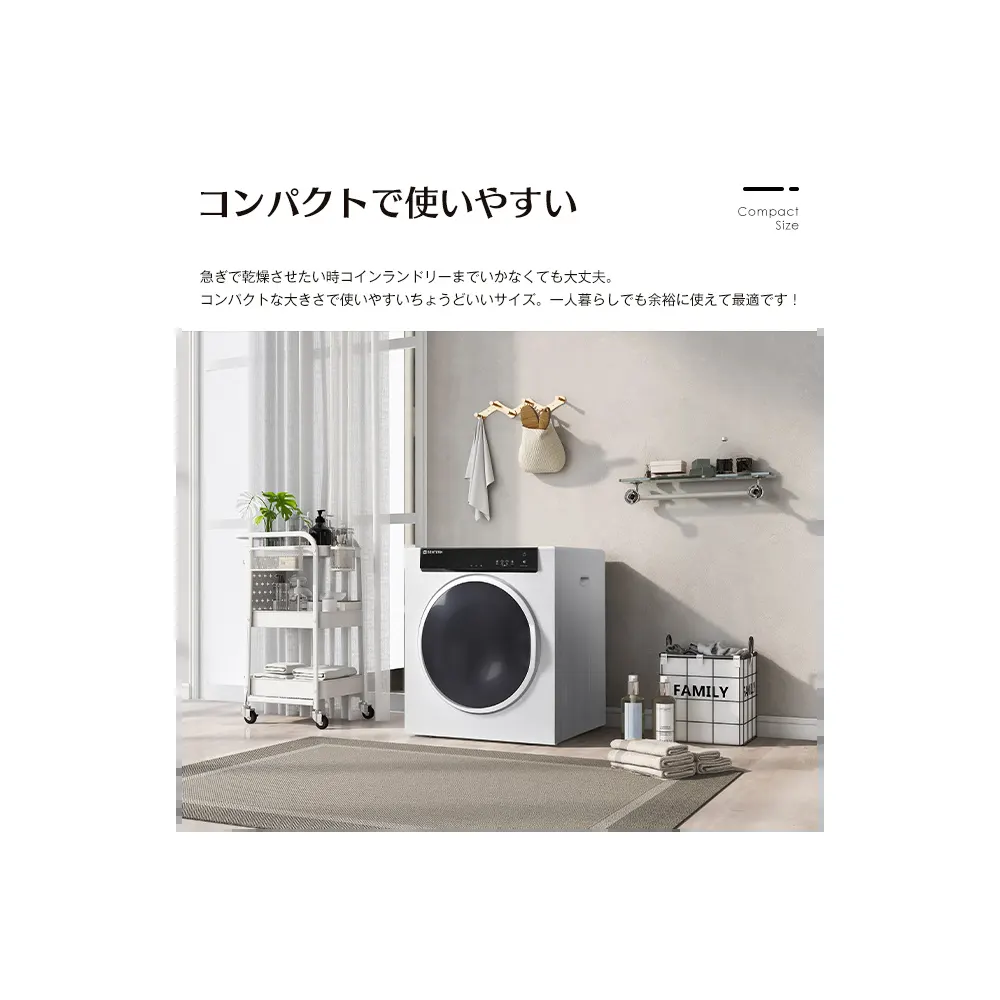 コンパクトで使いやすい
Compact
Size
急ぎで乾燥させたい時コインランドリーまでいかなくても大丈夫。
コンパクトな大きさで使いやすいちょうどいいサイズ。一人暮らしでも余裕に使えて最適です！
FAMILY